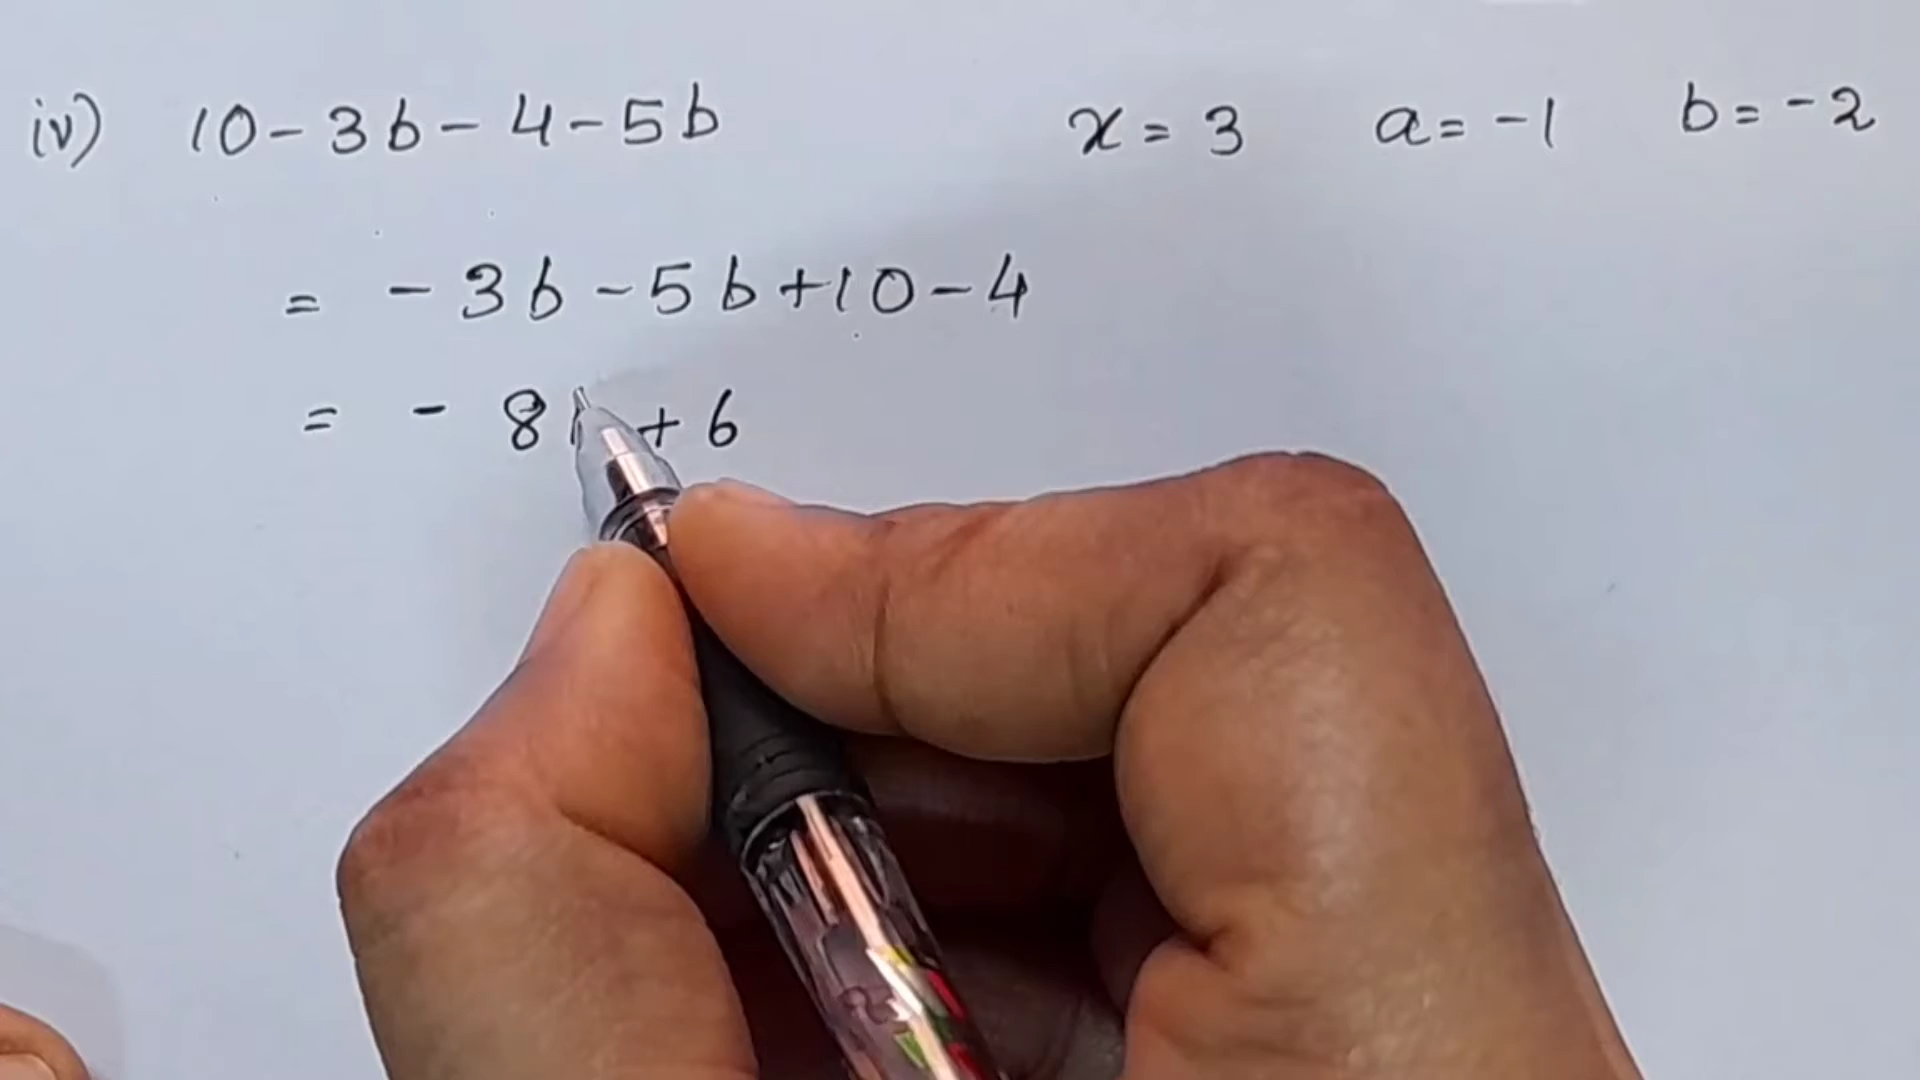 iv) 10 - 3b - 4 - 5b x = 3 a = -1 b = -2
= - 3b - 5b + 10 - 4
= - 8 + 6